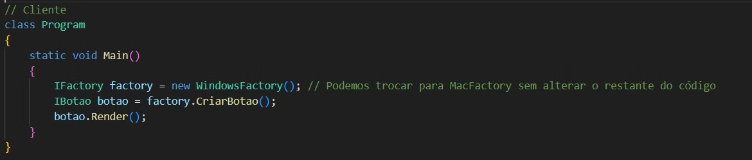 // Cliente
class Program
{
    static void Main()
    {
        IFactory factory = new WindowsFactory(); // Podemos trocar para MacFactory sem alterar o restante do código
        IBotao botao = factory.CriarBotao();
        botao.Render();
    }
}